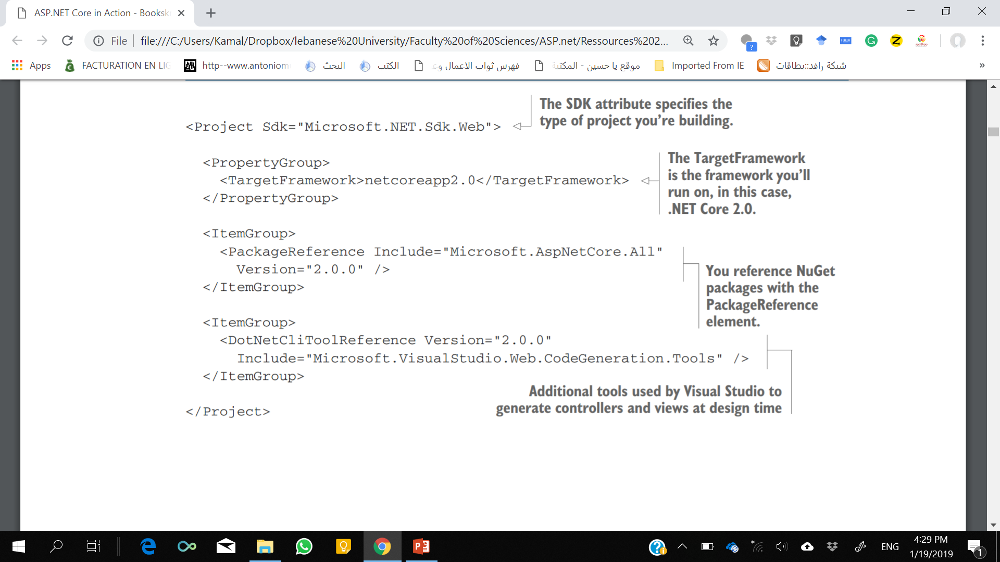 ASP.NET Core in Action - Booksk
File
file:///C:/Users/Kamal/Dropbox/lebanese%20University/Faculty%20of%20Sciences/ASP.net/Ressources%202...
Apps
FACTURATION EN LIG
http--www.antoniom
البحث
الكتب
فهرس ثواب الاعمال وع
موقع يا حسين - المكتبة
Imported From IE
شبكة رافد::بطاقات
»
The SDK attribute specifies the
type of project you're building.
<Project Sdk="Microsoft.NET.Sdk.Web">
<PropertyGroup>
<TargetFramework>netcoreapp2.0</TargetFramework>
</PropertyGroup>
The TargetFramework
is the framework you'll
run on, in this case,
.NET Core 2.0.
<ItemGroup>
<PackageReference Include="Microsoft.AspNetCore.All"
Version="2.0.0" />
</ItemGroup>
You reference NuGet
packages with the
PackageReference
element.
<ItemGroup>
<DotNetCliToolReference Version="2.0.0"
Include="Microsoft.VisualStudio.Web.CodeGeneration.Tools" />
</ItemGroup>
Additional tools used by Visual Studio to
generate controllers and views at design time
</Project>
ENG
4:29 PM
1/19/2019
1